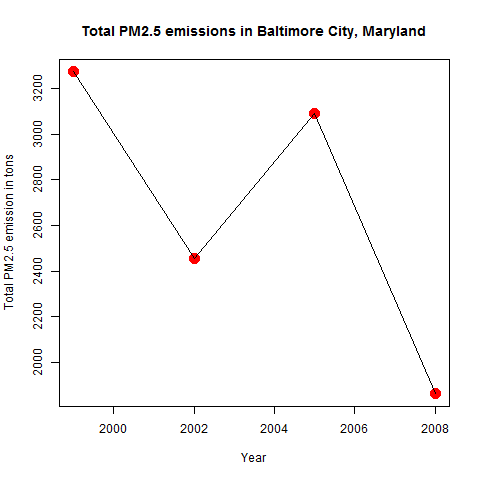 Total PM2.5 emissions in Baltimore City, Maryland
Total PM2.5 emission in tons
3200
3000
2800
2600
2400
2200
2000
2000 2002 2004 2006 2008
Year